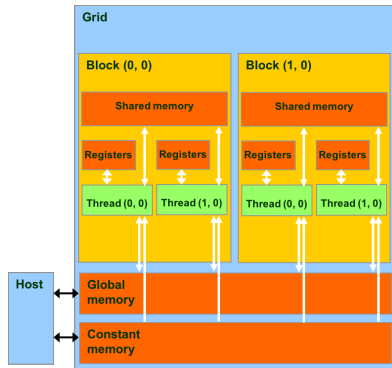 Grid
Block (0, 0)
Block (1, 0)
Shared memory
Shared memory
Registers
Registers
Registers
Registers
Thread (0, 0)
Thread (1, 0)
Thread (0, 0)
Thread (1, 0)
Host
Global
memory
Constant
memory